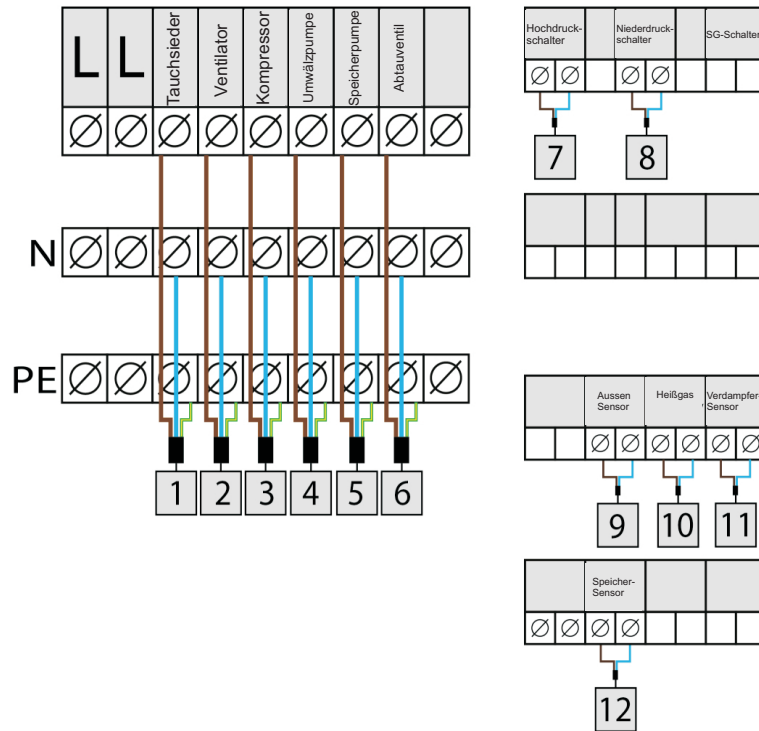 L L Tauchsieder Ventilator Kompressor Umwälzpumpe Speicherpumpe Abtauventil
N
PE
1 2 3 4 5 6
Hochdruck-
schalter
Niederdruck-
schalter
SG-Schalter
7 8
Aussen
Sensor
Heißgas
Verdampfer-
Sensor
9 10 11
Speicher-
Sensor
12